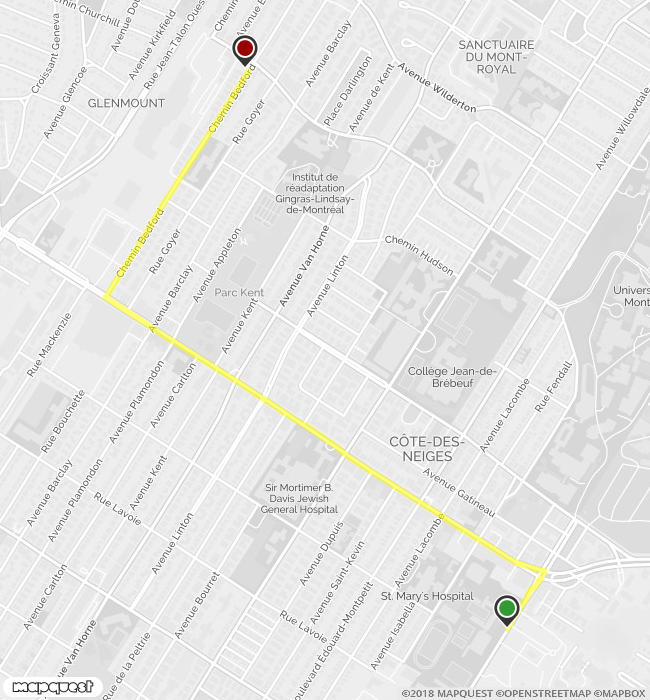 Chemin Churchill
Croissant Geneva
Avenue Glencoe
Avenue Kirkfield
Rue Jean-Talon Oues
Chemin
Avenue Barclay
Avenue Wilderton
SANCTUAIRE
DU MONT-
ROYAL
Avenue Willowdale
GLENMOUNT
Chemin Bedford
Rue Goyer
Place Darlington
Avenue de Kent
Institut de
réadaptation
Gingras-Lindsay-
de-Montréal
Chemin Bedford
Rue Goyer
Avenue Barclay
Avenue Appleton
Avenue Van Horne
Avenue Linton
Chemin Hudson
Parc Kent
Avenue Kent
Univers
Mont
Rue Mackenzie
Collège Jean-de-
Brébeuf
Avenue Lacombe
Rue Fendall
Rue Bouchette
Avenue Plamondon
Avenue Carlton
CÔTE-DES-
NEIGES
Avenue Gatineau
Avenue Barclay
Avenue Plamondon
Avenue Kent
Rue Lavoie
Sir Mortimer B.
Davis Jewish
General Hospital
Avenue Linton
Avenue Dupuis
Avenue Saint-Kevin
Avenue Lacombe
Avenue Carlton
Avenue Bourret
St. Mary's Hospital
Rue Lavoie
Avenue Isabella
Boulevard Édouard-Montpetit
Avenue Van Horne
Rue de la Peltrie
mapquest
©2018 MAPQUEST ©OPENSTREETMAP ©MAPBOX